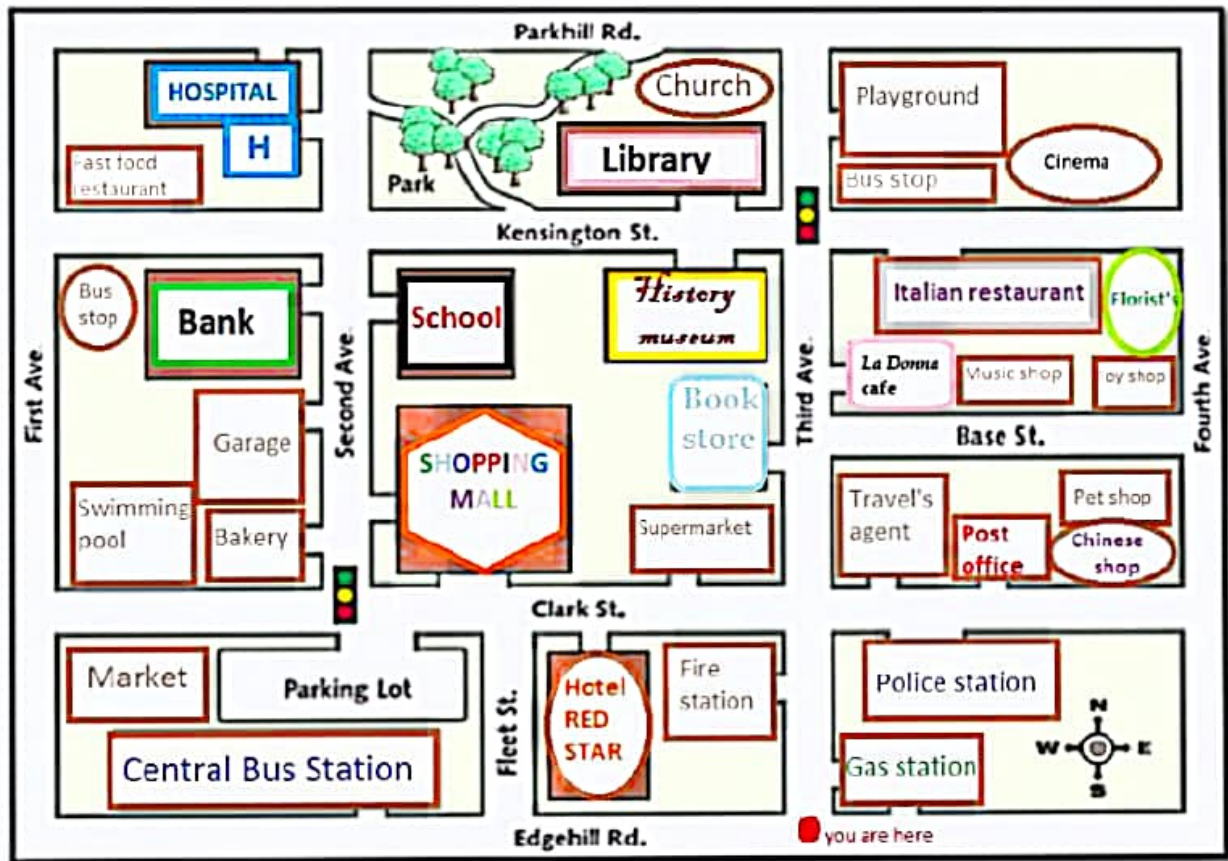 Parkhill Rd.
HOSPITAL
H
Fast food
restaurant
Park
Church
Library
Playground
Cinema
Bus stop
Kensington St.
First Ave.
Bus
stop
Bank
Garage
Swimming
pool
Bakery
Second Ave.
School
History
museum
SHOPPING
MALL
Book
store
Supermarket
Third Ave.
Italian restaurant
Florist's
La Donna
cafe
Music shop
oy shop
Base St.
Fourth Ave.
Travel's
agent
Post
office
Pet shop
Chinese
shop
Clark St.
Market
Parking Lot
Central Bus Station
Fleet St.
Hotel
RED
STAR
Fire
station
Police station
Gas station
N
W E
S
Edgehill Rd.
you are here